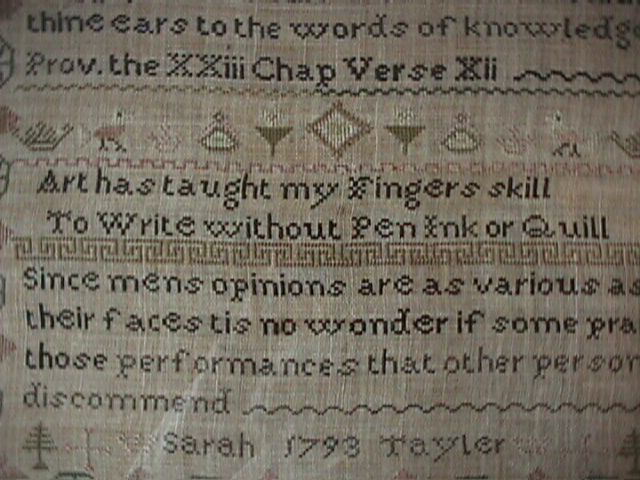 thine ears to the words of knowledge
Prov. the XXiii Chap Verse Xii
Art has taught my Fingers skill
To Write without Pen Ink or Quill
Since mens opinions are as various as
their faces tis no wonder if some pra
those performances that other person
discommend
Sarah 1793 Tayler